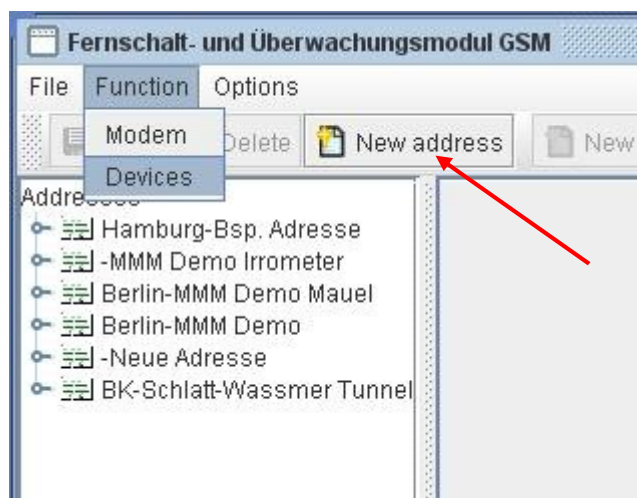 Fernschalt- und Überwachungsmodul GSM
File Function Options
Modem
Delete New address New
Devices
Hamburg-Bsp. Adresse
-MMM Demo Irrometer
Berlin-MMM Demo Mauel
Berlin-MMM Demo
-Neue Adresse
BK-Schlatt-Wassmer Tunnel